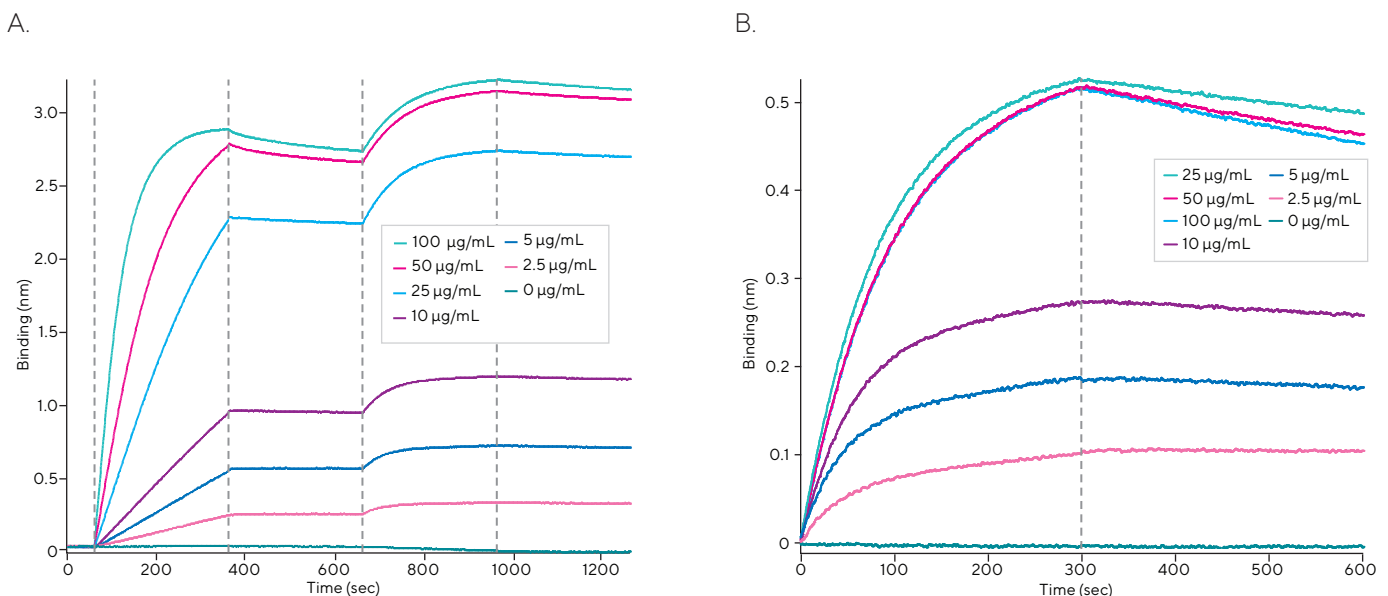 A.
3.0
2.5
2.0
1.5
1.0
0.5
0
Binding (nm)
0
200
400
600
800
1000
1200
Time (sec)
100 µg/mL
50 µg/mL
25 µg/mL
10 µg/mL
5 µg/mL
2.5 µg/mL
0 µg/mL
B.
0.5
0.4
0.3
0.2
0.1
0
Binding (nm)
0
100
200
300
400
500
600
Time (sec)
25 µg/mL
50 µg/mL
100 µg/mL
10 µg/mL
5 µg/mL
2.5 µg/mL
0 µg/mL